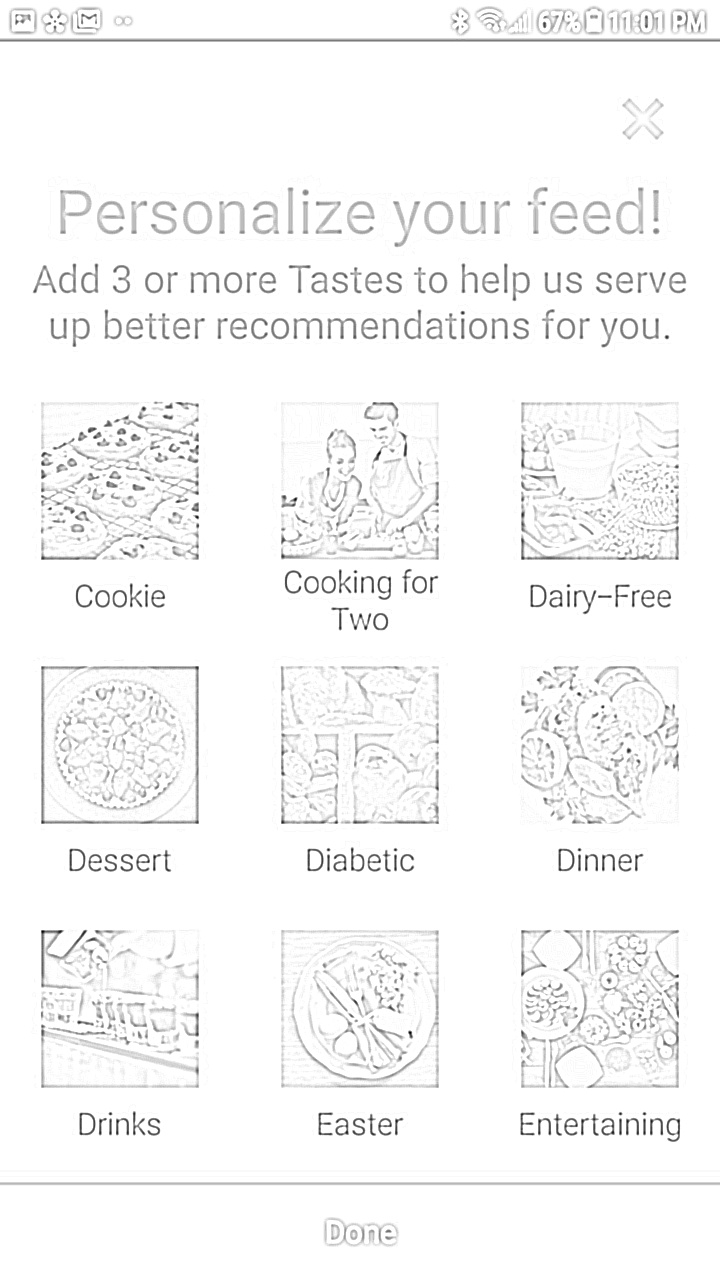 67% 11:01 PM
Personalize your feed!
Add 3 or more Tastes to help us serve
up better recommendations for you.
Cookie
Cooking for
Two
Dairy-Free
Dessert
Diabetic
Dinner
Drinks
Easter
Entertaining
Done